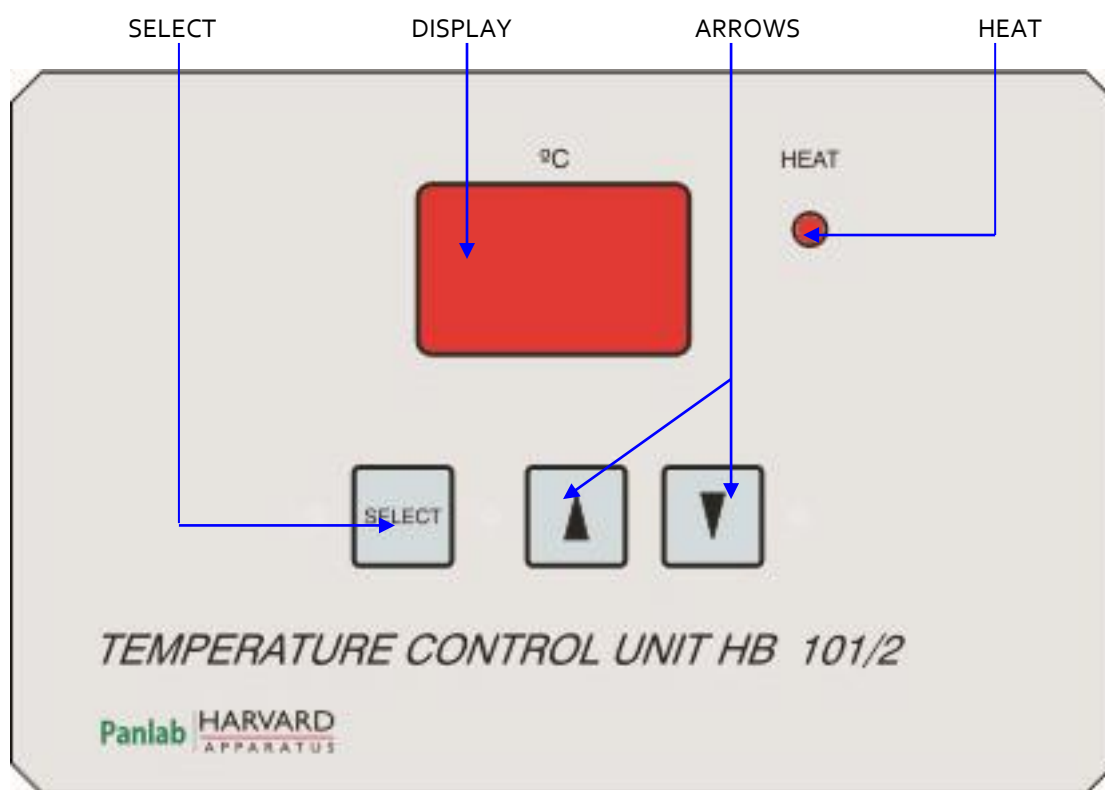 SELECT DISPLAY ARROWS HEAT
ºC HEAT
SELECT
TEMPERATURE CONTROL UNIT HB 101/2
Panlab HARVARD
APPARATUS